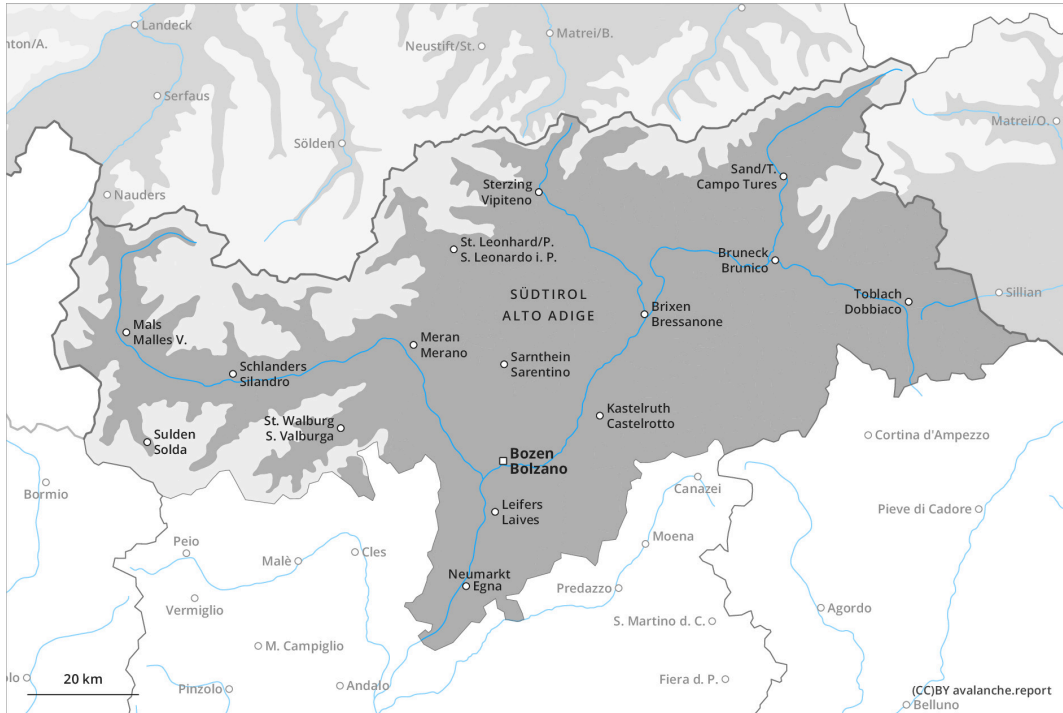 Landeck
nton/A.
Neustift/St.
Matrei/B.
Serfaus
Sölden
Matrei/O.
Nauders
Sterzing
Vipiteno
Sand/T.
Campo Tures
St. Leonhard/P.
S. Leonardo i. P.
Bruneck
Brunico
SÜDTIROL
ALTO ADIGE
Brixen
Bressanone
Toblach
Dobbiaco
Sillian
Mals
Malles V.
Meran
Merano
Schlanders
Silandro
Sarnthein
Sarentino
Kastelruth
Castelrotto
St. Walburg
S. Valburga
Sulden
Solda
Bozen
Bolzano
Cortina d'Ampezzo
Bormio
Canazei
Leifers
Laives
Pieve di Cadore
Peio
Malè
Cles
Moena
Neumarkt
Egna
Predazzo
Vermiglio
Agordo
S. Martino d. C.
M. Campiglio
olo
20 km
Pinzolo
Andalo
Fiera d. P.
(CC)BY avalanche.report
Belluno